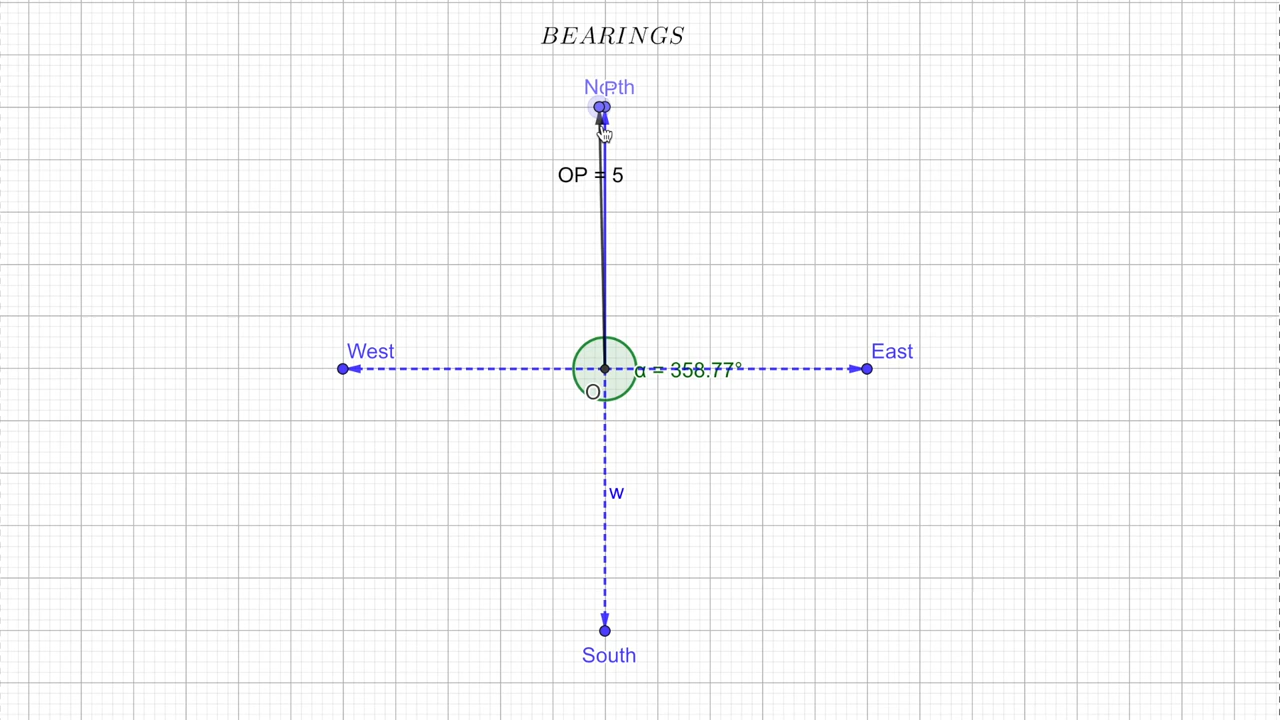 BEARINGS
North
P
OP = 5
West
East
α = 358.77°
O
w
South